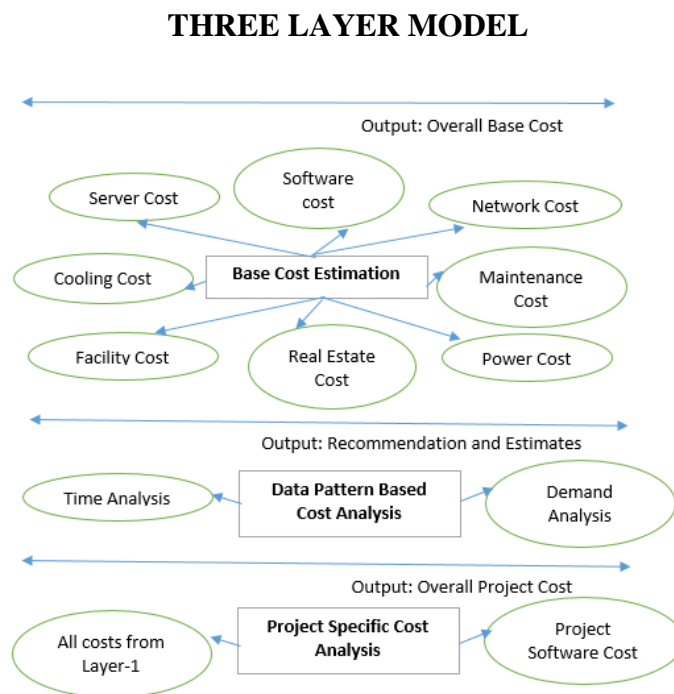 THREE LAYER MODEL
Output: Overall Base Cost
Server Cost
Software
cost
Network Cost
Cooling Cost
Base Cost Estimation
Maintenance
Cost
Facility Cost
Real Estate
Cost
Power Cost
Output: Recommendation and Estimates
Time Analysis
Data Pattern Based
Cost Analysis
Demand
Analysis
Output: Overall Project Cost
All costs from
Layer-1
Project Specific Cost
Analysis
Project
Software Cost